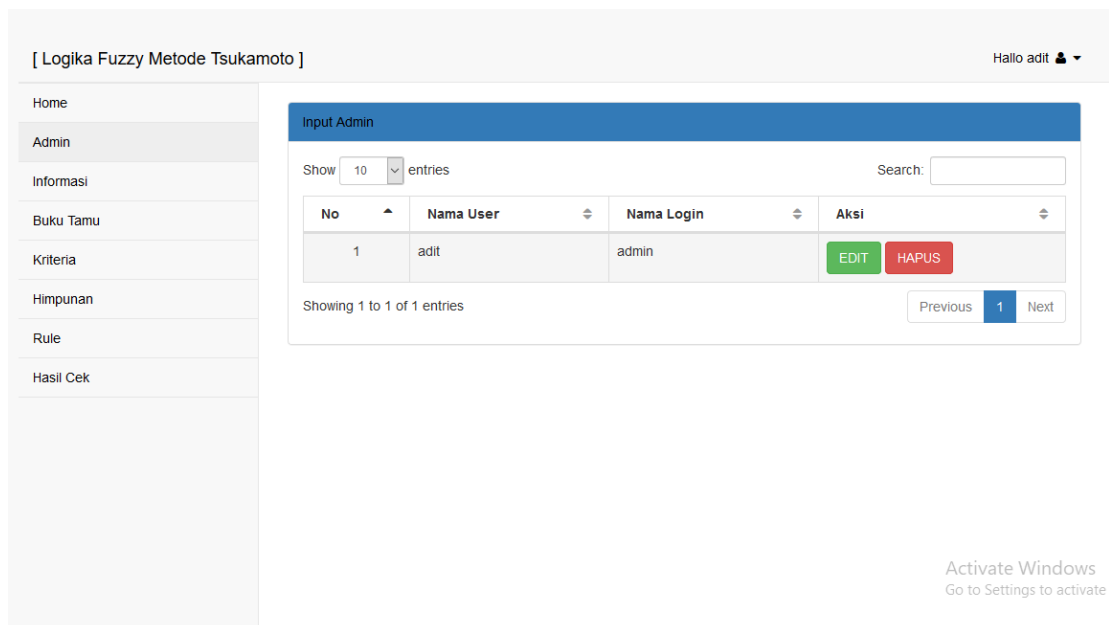 [ Logika Fuzzy Metode Tsukamoto ]
Hallo adit
Home
Admin
Informasi
Buku Tamu
Kriteria
Himpunan
Rule
Hasil Cek
Input Admin
Show 10 entries
Search:
No Nama User Nama Login Aksi
1 adit admin EDIT HAPUS
Showing 1 to 1 of 1 entries
Previous 1 Next
Activate Windows
Go to Settings to activate